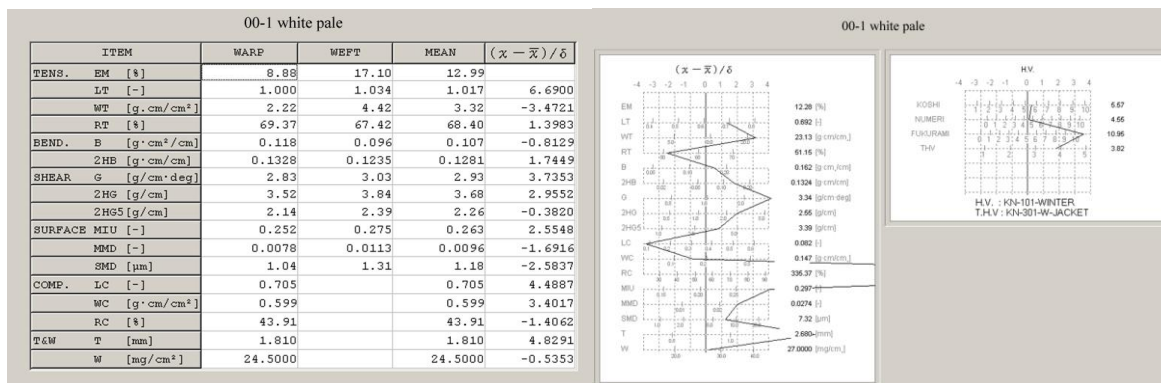 00-1 white pale
ITEM WARP WEFT MEAN (x − x̅)/δ
TENS. EM [%] 8.88 17.10 12.99
LT [-] 1.000 1.034 1.017 6.6900
WT [g.cm/cm²] 2.22 4.42 3.32 -3.4721
RT [%] 69.37 67.42 68.40 1.3983
BEND. B [g·cm²/cm] 0.118 0.096 0.107 -0.8129
2HB [g·cm/cm] 0.1328 0.1235 0.1281 1.7449
SHEAR G [g/cm·deg] 2.83 3.03 2.93 3.7353
2HG [g/cm] 3.52 3.84 3.68 2.9552
2HG5[g/cm] 2.14 2.39 2.26 -0.3820
SURFACE MIU [-] 0.252 0.275 0.263 2.5548
MMD [-] 0.0078 0.0113 0.0096 -1.6916
SMD [μm] 1.04 1.31 1.18 -2.5837
COMP. LC [-] 0.705 0.705 4.4887
WC [g·cm/cm²] 0.599 0.599 3.4017
RC [%] 43.91 43.91 -1.4062
T&W T [mm] 1.810 1.810 4.8291
W [mg/cm²] 24.5000 24.5000 -0.5353
00-1 white pale
(x − x̅)/δ
-4 -3 -2 -1 0 1 2 3 4
EM 12.28 [%]
LT 0.692 [-]
WT 23.13 [g·cm/cm,]
RT 61.15 [%]
B
2HB 0.1324 [g·cm/cm]
G 3.34 [g/cm·deg]
2HG 2.55 [g/cm]
2HG5 3.39 [g/cm]
LC 0.082 [-]
WC 0.147 [g·cm/cm,]
RC 336.37 [%]
MIU 0.297 [-]
MMD 0.0274 [-]
SMD 7.32 [μm]
T 2.680 [mm]
W 27.0000 [mg/cm,]
H.V.
-4 -3 -2 -1 0 1 2 3 4
KOSHI 6.67
NUMERI
FUKURAMI 10.95
THV 3.82
H.V. : KN-101-WINTER
T.H.V : KN-301-W-JACKET